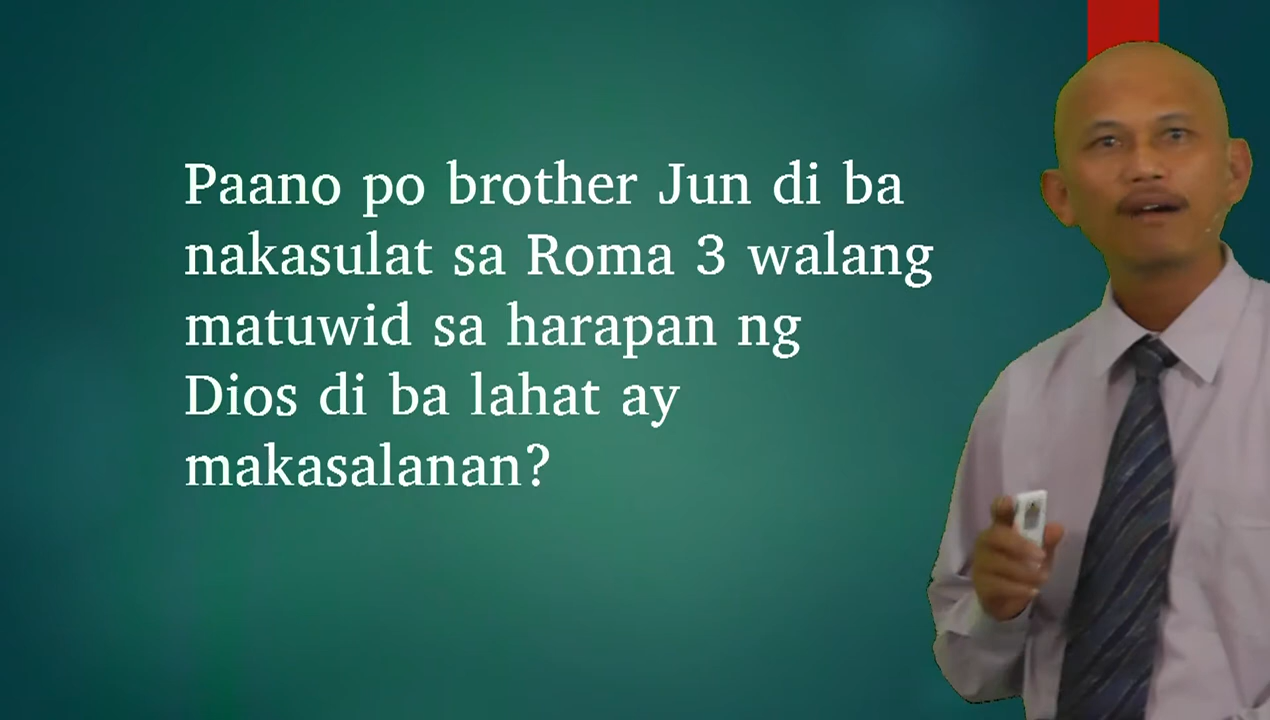 Paano po brother Jun di ba
nakasulat sa Roma 3 walang
matuwid sa harapan ng
Dios di ba lahat ay
makasalanan?